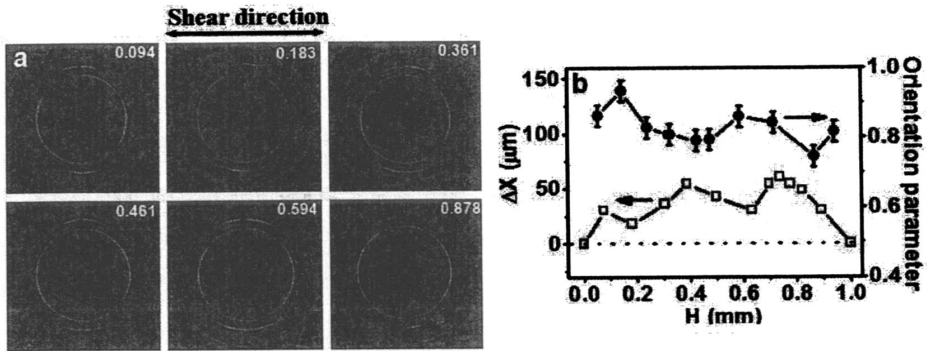 Shear direction
a
0.094
0.183
0.361
0.461
0.594
0.878
b
150
100
50
0
ΔX (μm)
1.0
0.8
0.6
0.4
Orientation parameter
0.0 0.2 0.4 0.6 0.8 1.0
H (mm)